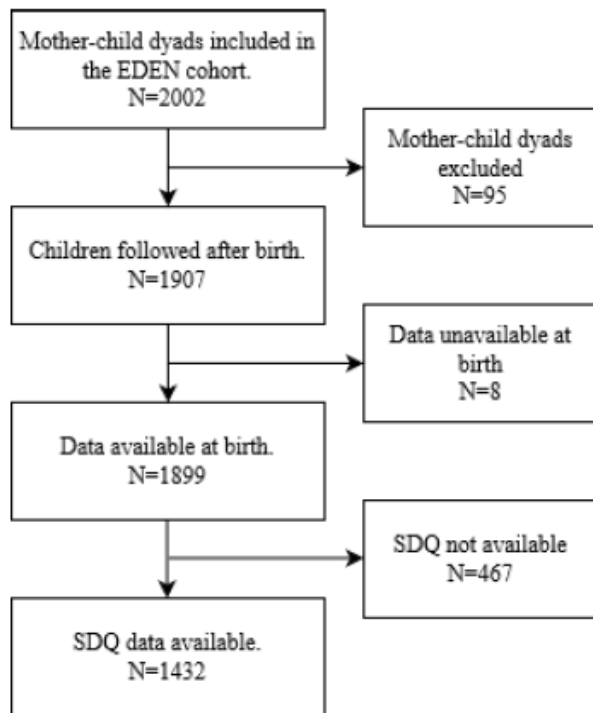 Mother-child dyads included in
the EDEN cohort.
N=2002
Mother-child dyads
excluded
N=95
Children followed after birth.
N=1907
Data unavailable at
birth
N=8
Data available at birth.
N=1899
SDQ not available
N=467
SDQ data available.
N=1432